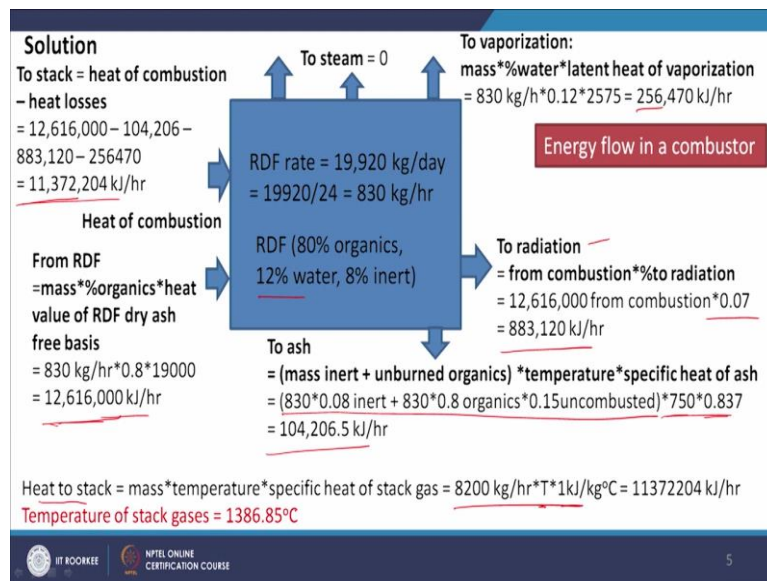 Solution
To stack = heat of combustion
– heat losses
= 12,616,000 – 104,206 –
883,120 – 256470
= 11,372,204 kJ/hr
Heat of combustion
From RDF
=mass*%organics*heat
value of RDF dry ash
free basis
= 830 kg/hr*0.8*19000
= 12,616,000 kJ/hr
To steam = 0
RDF rate = 19,920 kg/day
= 19920/24 = 830 kg/hr
RDF (80% organics,
12% water, 8% inert)
To vaporization:
mass*%water*latent heat of vaporization
= 830 kg/h*0.12*2575 = 256,470 kJ/hr
Energy flow in a combustor
To radiation
= from combustion*%to radiation
= 12,616,000 from combustion*0.07
= 883,120 kJ/hr
To ash
= (mass inert + unburned organics) *temperature*specific heat of ash
= (830*0.08 inert + 830*0.8 organics*0.15uncombusted)*750*0.837
= 104,206.5 kJ/hr
Heat to stack = mass*temperature*specific heat of stack gas = 8200 kg/hr*T*1kJ/kg°C = 11372204 kJ/hr
Temperature of stack gases = 1386.85°C
IIT ROORKEE
NPTEL ONLINE
CERTIFICATION COURSE
5